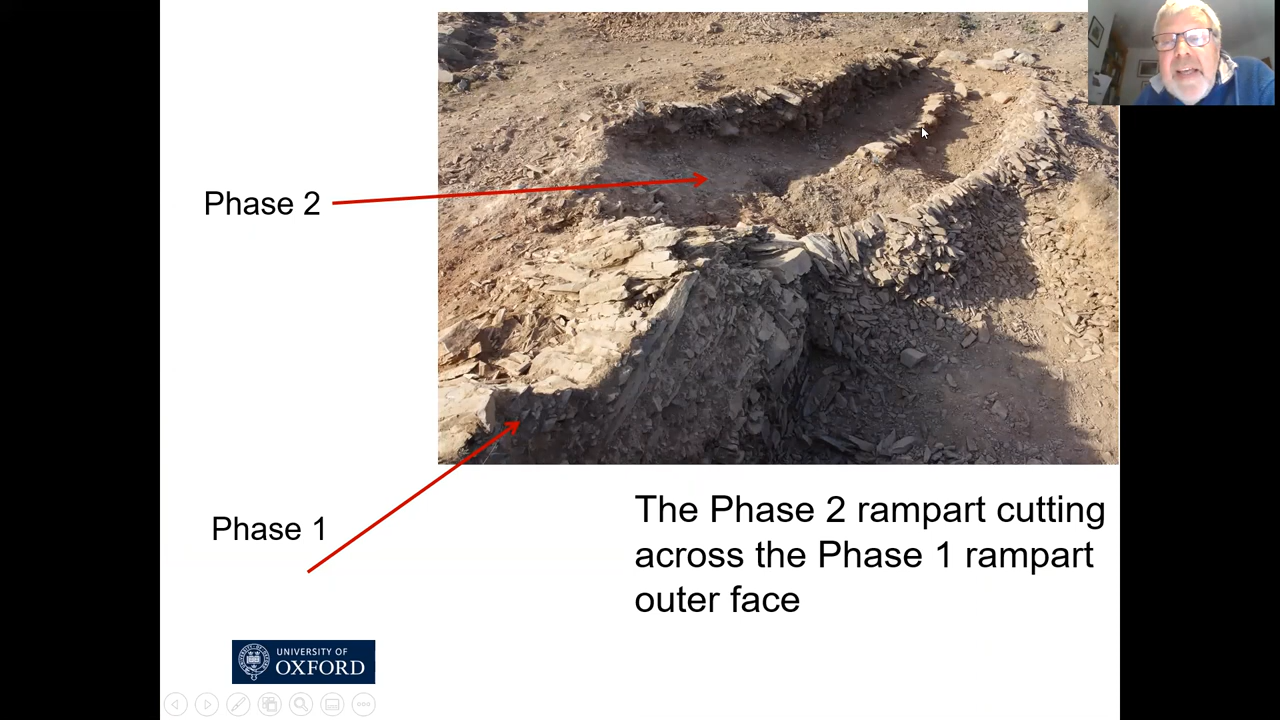 Phase 2
Phase 1
The Phase 2 rampart cutting
across the Phase 1 rampart
outer face
UNIVERSITY OF
OXFORD